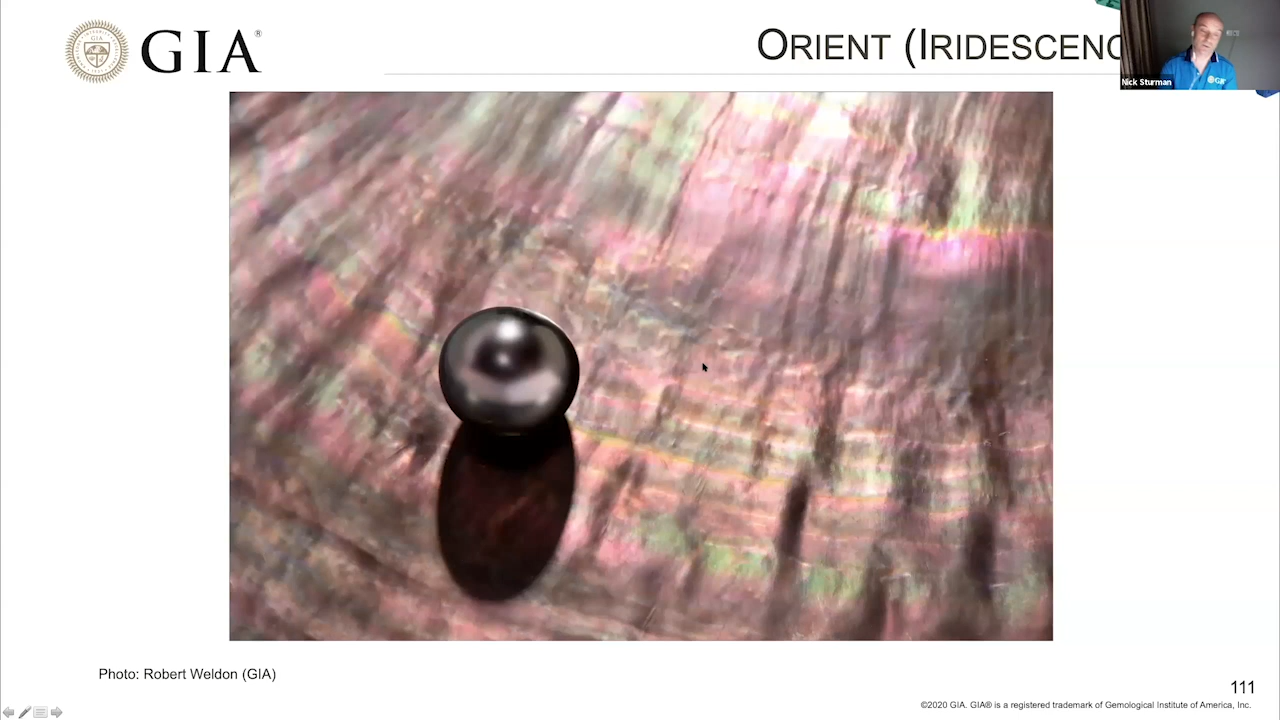 GIA®
ORIENT (IRIDESCENC
Nick Sturman
GIA
Photo: Robert Weldon (GIA)
111
©2020 GIA. GIA® is a registered trademark of Gemological Institute of America, Inc.